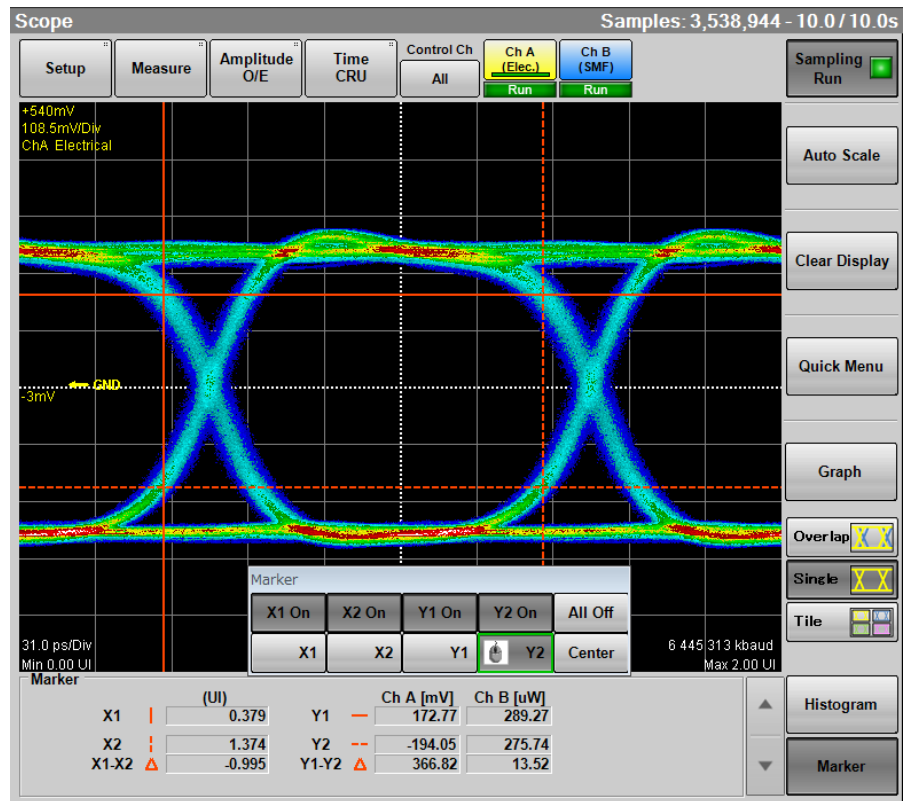 Scope Samples: 3,538,944 - 10.0 / 10.0s
Setup
Measure
Amplitude
O/E
Time
CRU
Control Ch
All
Ch A
(Elec.)
Run
Ch B
(SMF)
Run
Sampling
Run
+540mV
108.5mV/Div
ChA Electrical
Auto Scale
Clear Display
Quick Menu
GND
-3mV
Graph
Overlap
Single
Tile
Marker
X1 On X2 On Y1 On Y2 On All Off
X1 X2 Y1 Y2 Center
31.0 ps/Div
Min 0.00 UI
6 445 313 kbaud
Max 2.00 UI
Marker
(UI) Ch A [mV] Ch B [uW]
X1 0.379 Y1 172.77 289.27
X2 1.374 Y2 -194.05 275.74
X1-X2 Δ -0.995 Y1-Y2 Δ 366.82 13.52
Histogram
Marker